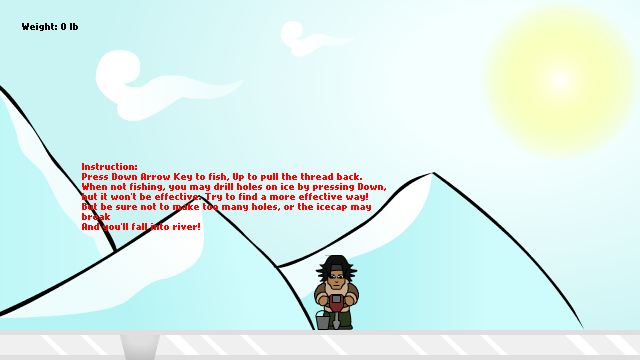 Weight: 0 lb
Instruction:
Press Down Arrow Key to fish, Up to pull the thread back.
When not fishing, you may drill holes on ice by pressing Down,
but it won't be effective. Try to find a more effective way!
But be sure not to make too many holes, or the icecap may
break
And you'll fall into river!